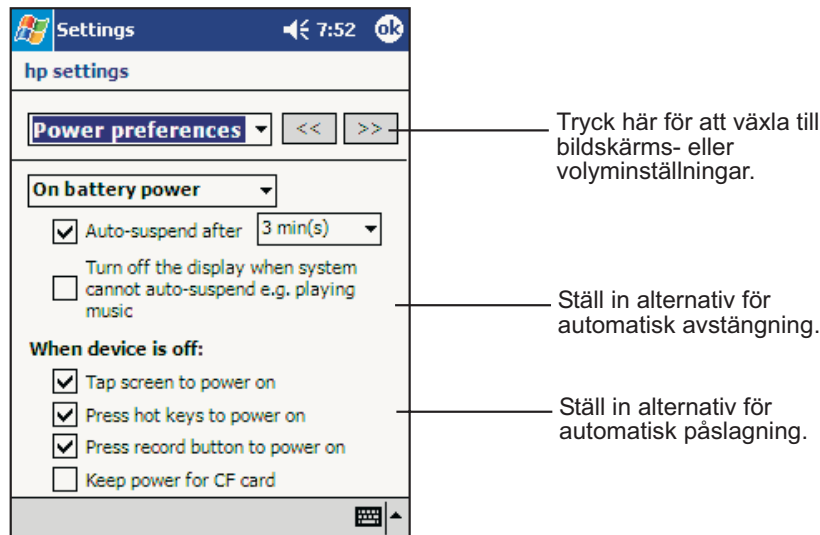 Settings 7:52 ok
hp settings
Power preferences << >>
Tryck här för att växla till
bildskärms- eller
volyminställningar.
On battery power
Auto-suspend after 3 min(s)
Turn off the display when system
cannot auto-suspend e.g. playing
music
Ställ in alternativ för
automatisk avstängning.
When device is off:
Tap screen to power on
Press hot keys to power on
Press record button to power on
Keep power for CF card
Ställ in alternativ för
automatisk påslagning.